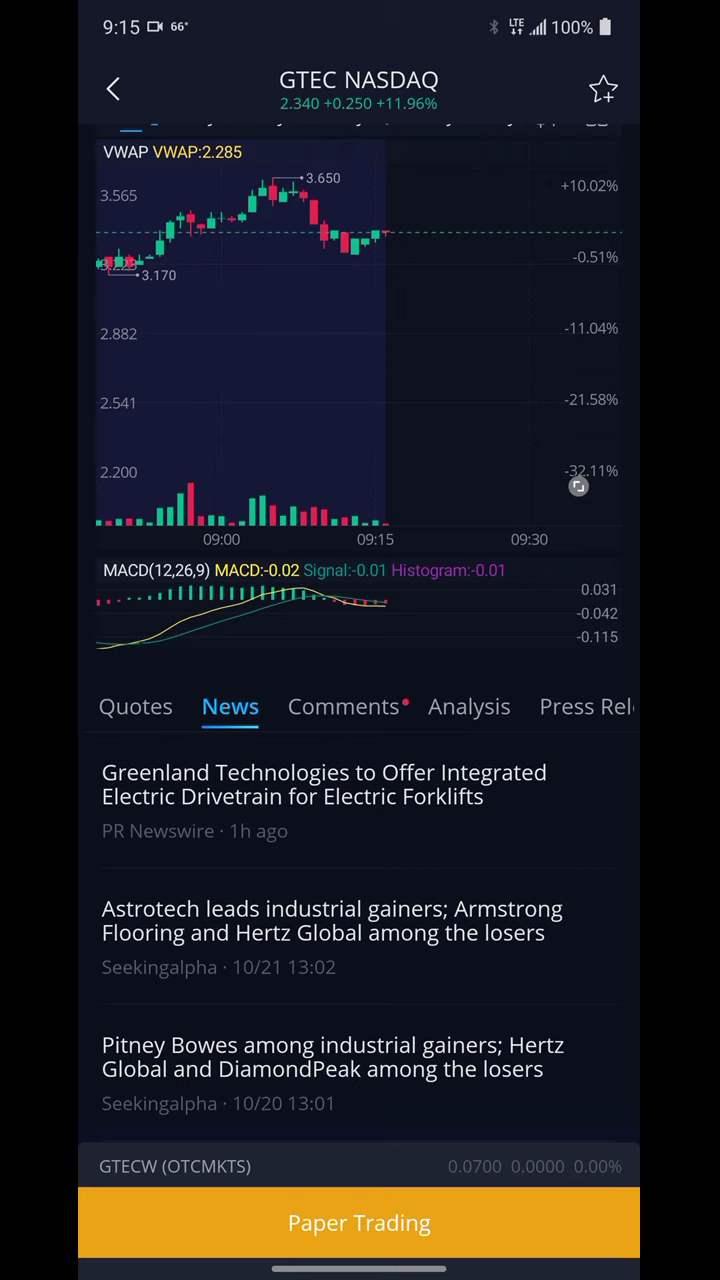 9:15 66°
LTE 100%
GTEC NASDAQ
2.340 +0.250 +11.96%
VWAP VWAP:2.285
3.650
3.565
+10.02%
-0.51%
3.170
2.882
-11.04%
2.541
-21.58%
2.200
-32.11%
09:00 09:15 09:30
MACD(12,26,9) MACD:-0.02 Signal:-0.01 Histogram:-0.01
0.031
-0.042
-0.115
Quotes News Comments Analysis Press Rel
Greenland Technologies to Offer Integrated
Electric Drivetrain for Electric Forklifts
PR Newswire · 1h ago
Astrotech leads industrial gainers; Armstrong
Flooring and Hertz Global among the losers
Seekingalpha · 10/21 13:02
Pitney Bowes among industrial gainers; Hertz
Global and DiamondPeak among the losers
Seekingalpha · 10/20 13:01
GTECW (OTCMKTS) 0.0700 0.0000 0.00%
Paper Trading